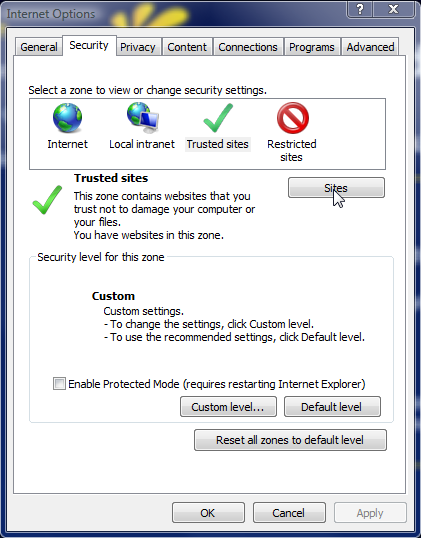 Internet Options
General Security Privacy Content Connections Programs Advanced
Select a zone to view or change security settings.
Internet Local intranet Trusted sites Restricted
sites
Trusted sites
This zone contains websites that you
trust not to damage your computer or
your files.
You have websites in this zone.
Sites
Security level for this zone
Custom
Custom settings.
- To change the settings, click Custom level.
- To use the recommended settings, click Default level.
Enable Protected Mode (requires restarting Internet Explorer)
Custom level... Default level
Reset all zones to default level
OK Cancel Apply